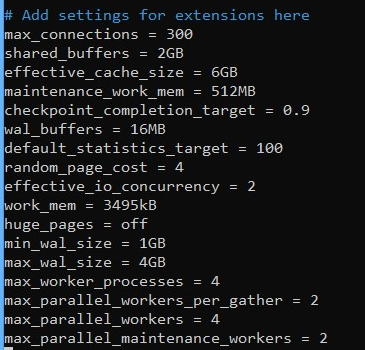 # Add settings for extensions here
max_connections = 300
shared_buffers = 2GB
effective_cache_size = 6GB
maintenance_work_mem = 512MB
checkpoint_completion_target = 0.9
wal_buffers = 16MB
default_statistics_target = 100
random_page_cost = 4
effective_io_concurrency = 2
work_mem = 3495kB
huge_pages = off
min_wal_size = 1GB
max_wal_size = 4GB
max_worker_processes = 4
max_parallel_workers_per_gather = 2
max_parallel_workers = 4
max_parallel_maintenance_workers = 2